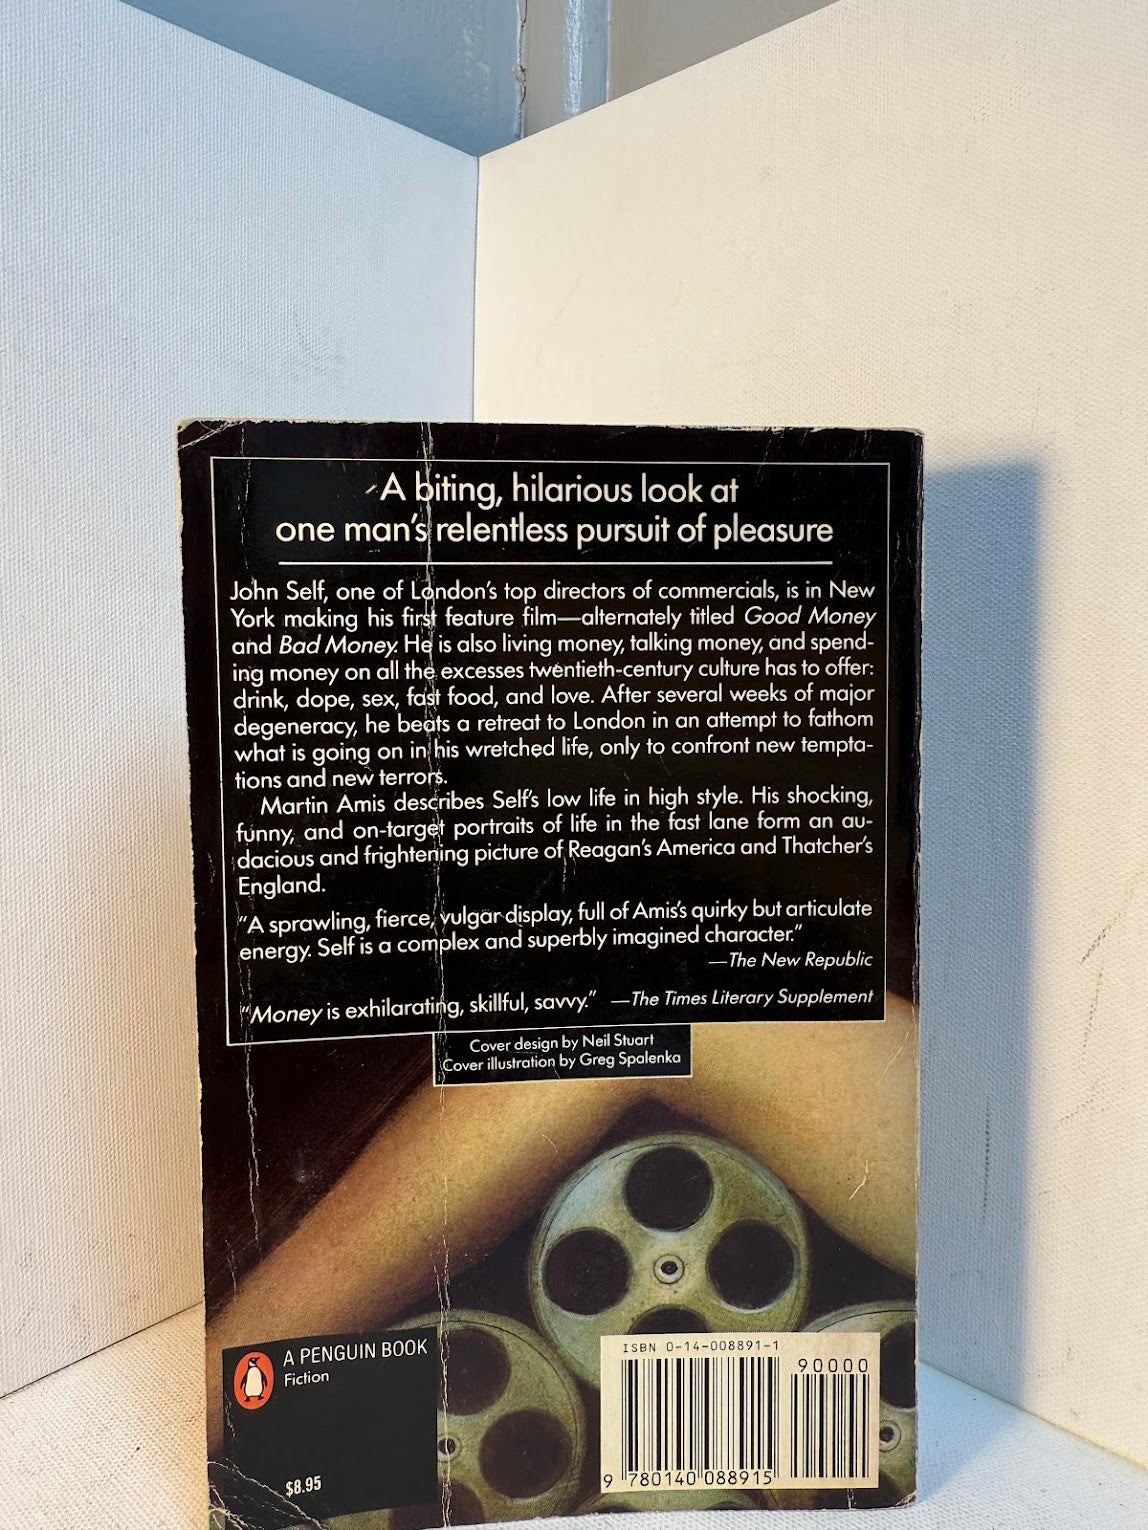 A biting, hilarious look at
one man's relentless pursuit of pleasure
John Self, one of London's top directors of commercials, is in New
York making his first feature film—alternately titled Good Money
and Bad Money. He is also living money, talking money, and spend-
ing money on all the excesses twentieth-century culture has to offer:
drink, dope, sex, fast food, and love. After several weeks of major
degeneracy, he beats a retreat to London in an attempt to fathom
what is going on in his wretched life, only to confront new tempta-
tions and new terrors.
Martin Amis describes Self's low life in high style. His shocking,
funny, and on-target portraits of life in the fast lane form an au-
dacious and frightening picture of Reagan's America and Thatcher's
England.
"A sprawling, fierce, vulgar display, full of Amis's quirky but articulate
energy. Self is a complex and superbly imagined character."
—The New Republic
"Money is exhilarating, skillful, savvy." —The Times Literary Supplement
Cover design by Neil Stuart
Cover illustration by Greg Spalenka
A PENGUIN BOOK
Fiction
$8.95
ISBN 0-14-008891-1
90000
9 780140 088915